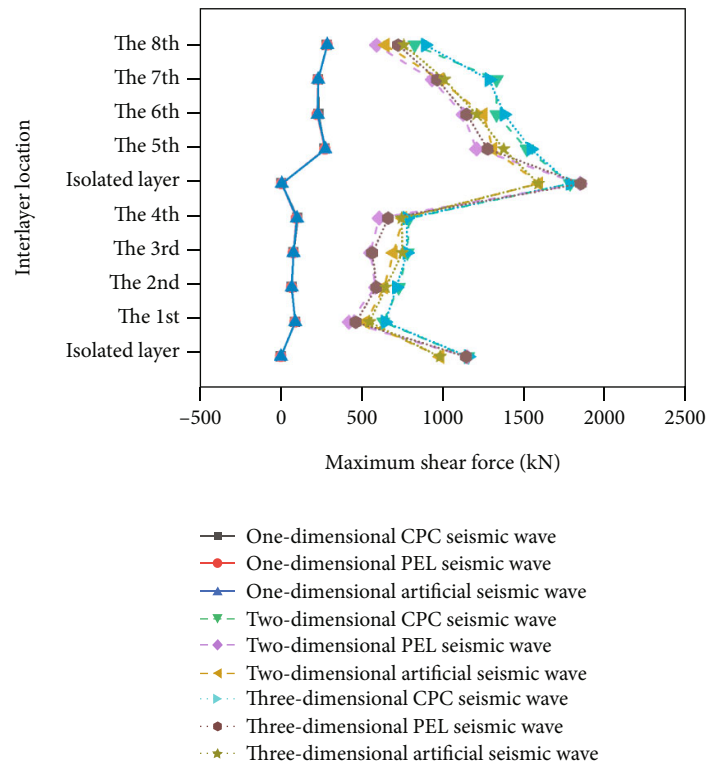 Interlayer location
The 8th
The 7th
The 6th
The 5th
Isolated layer
The 4th
The 3rd
The 2nd
The 1st
Isolated layer
–500 0 500 1000 1500 2000 2500
Maximum shear force (kN)
One-dimensional CPC seismic wave
One-dimensional PEL seismic wave
One-dimensional artificial seismic wave
Two-dimensional CPC seismic wave
Two-dimensional PEL seismic wave
Two-dimensional artificial seismic wave
Three-dimensional CPC seismic wave
Three-dimensional PEL seismic wave
Three-dimensional artificial seismic wave